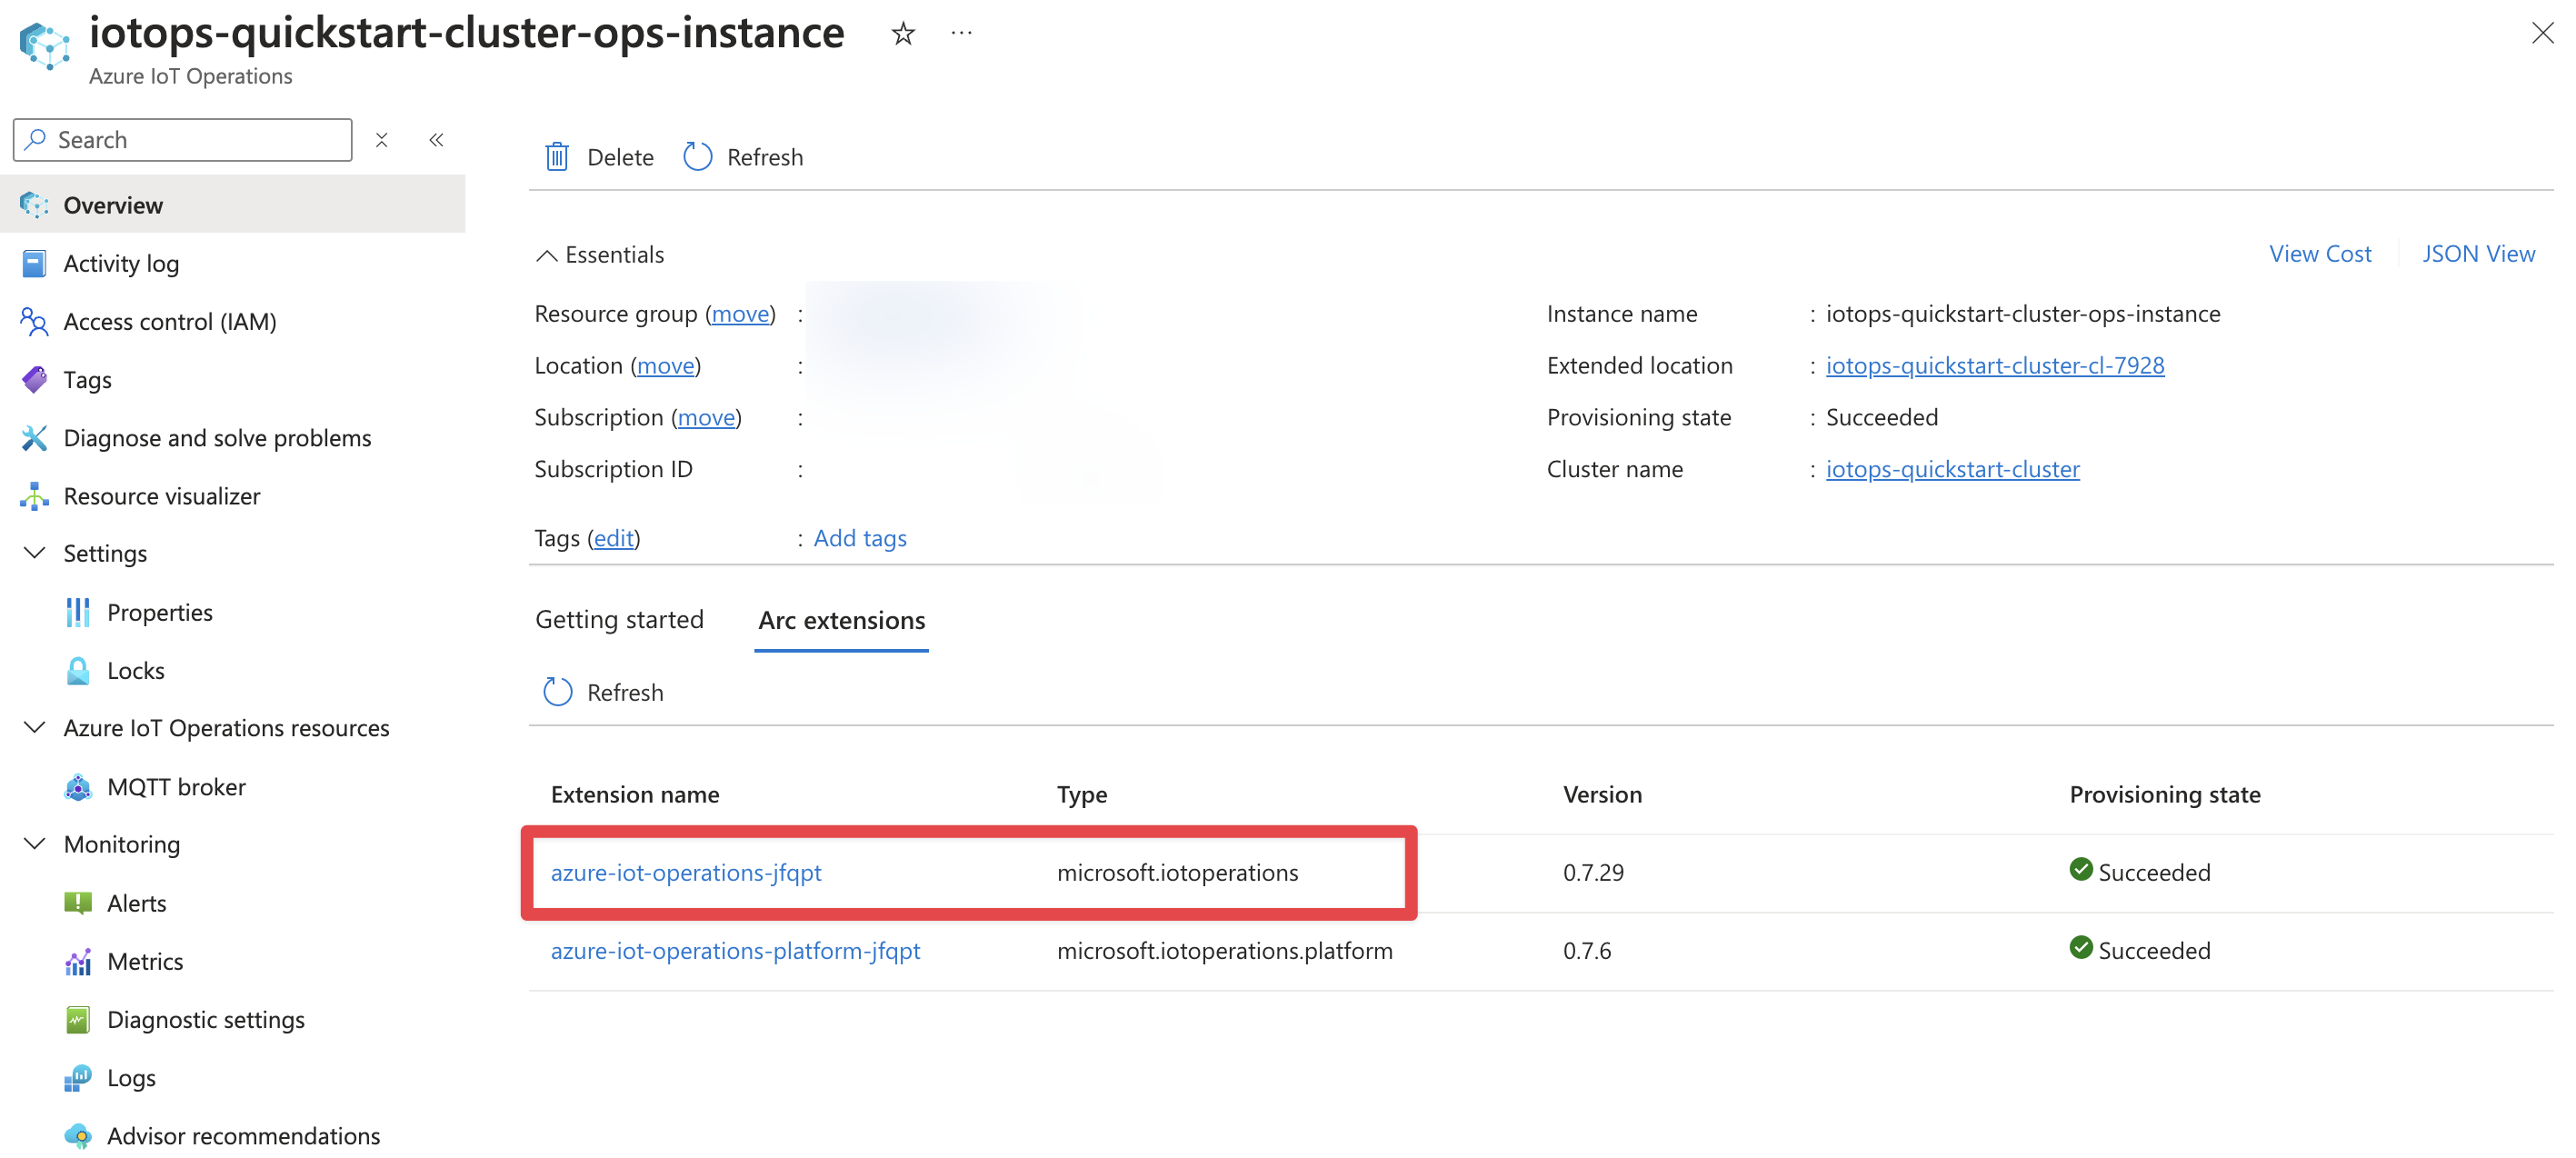 iotops-quickstart-cluster-ops-instance
Azure IoT Operations
Search
Overview
Activity log
Access control (IAM)
Tags
Diagnose and solve problems
Resource visualizer
Settings
Properties
Locks
Azure IoT Operations resources
MQTT broker
Monitoring
Alerts
Metrics
Diagnostic settings
Logs
Advisor recommendations
Delete Refresh
Essentials
View Cost JSON View
Resource group (move) :
Location (move) :
Subscription (move) :
Subscription ID :
Tags (edit) : Add tags
Instance name : iotops-quickstart-cluster-ops-instance
Extended location : iotops-quickstart-cluster-cl-7928
Provisioning state : Succeeded
Cluster name : iotops-quickstart-cluster
Getting started Arc extensions
Refresh
Extension name Type Version Provisioning state
azure-iot-operations-jfqpt microsoft.iotoperations 0.7.29 Succeeded
azure-iot-operations-platform-jfqpt microsoft.iotoperations.platform 0.7.6 Succeeded